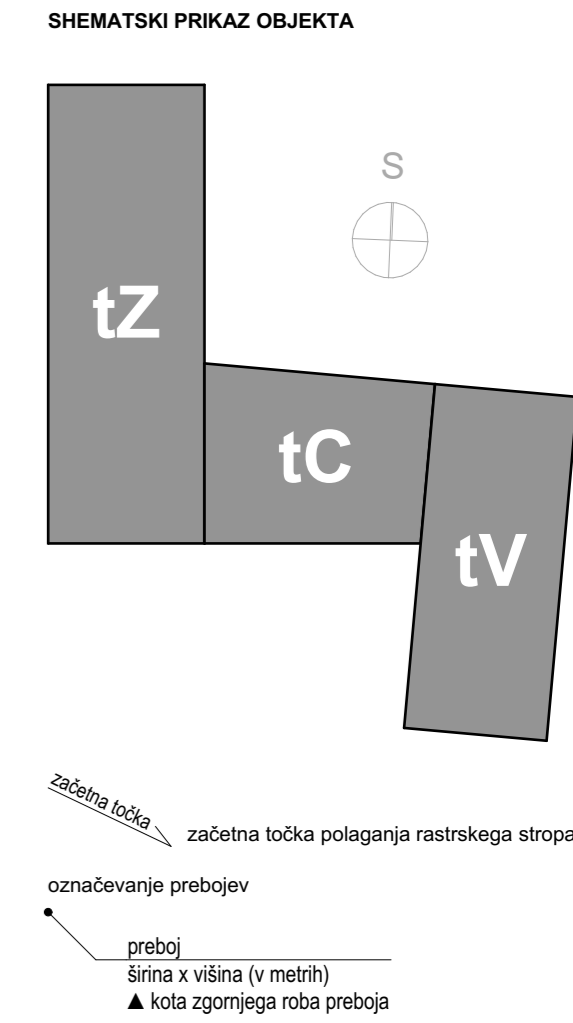 SHEMATSKI PRIKAZ OBJEKTA
S
tZ
tC
tV
začetna točka
začetna točka polaganja rastrskega stropa
označevanje prebojev
preboj
širina x višina (v metrih)
▲ kota zgornjega roba preboja